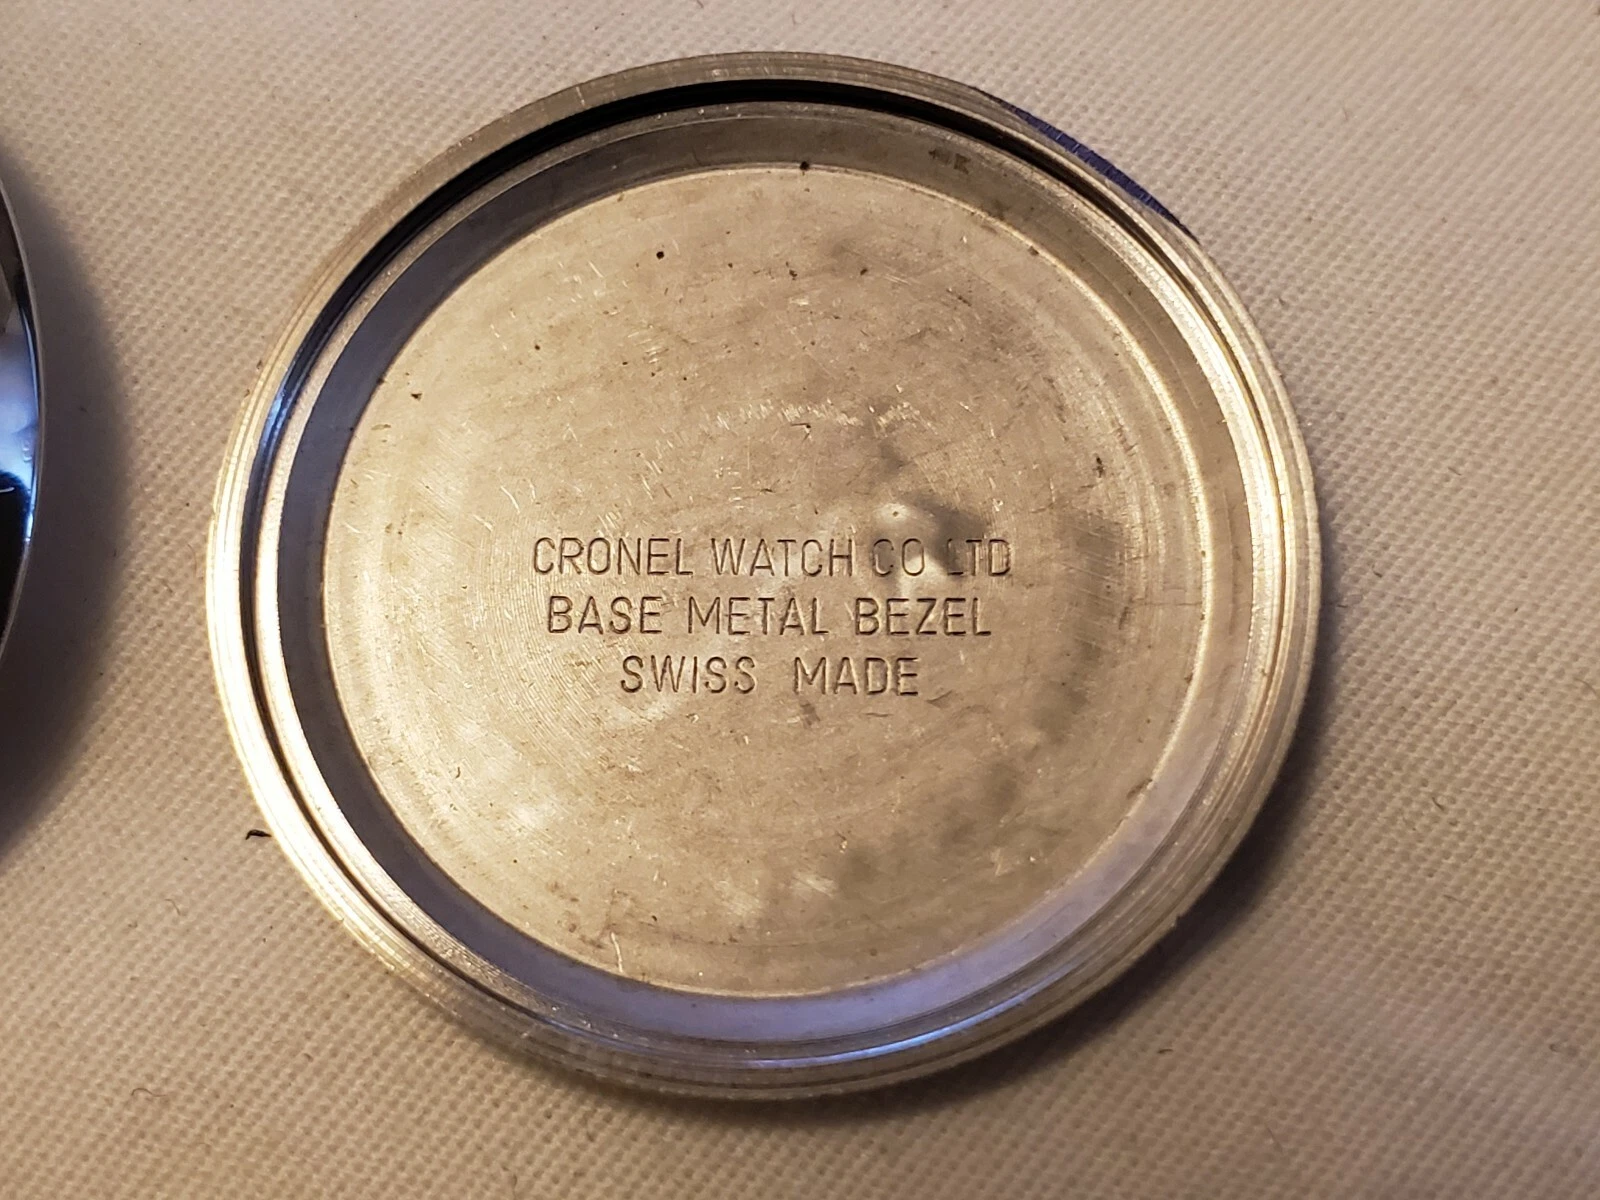 CRONEL WATCH CO LTD
BASE METAL BEZEL
SWISS MADE